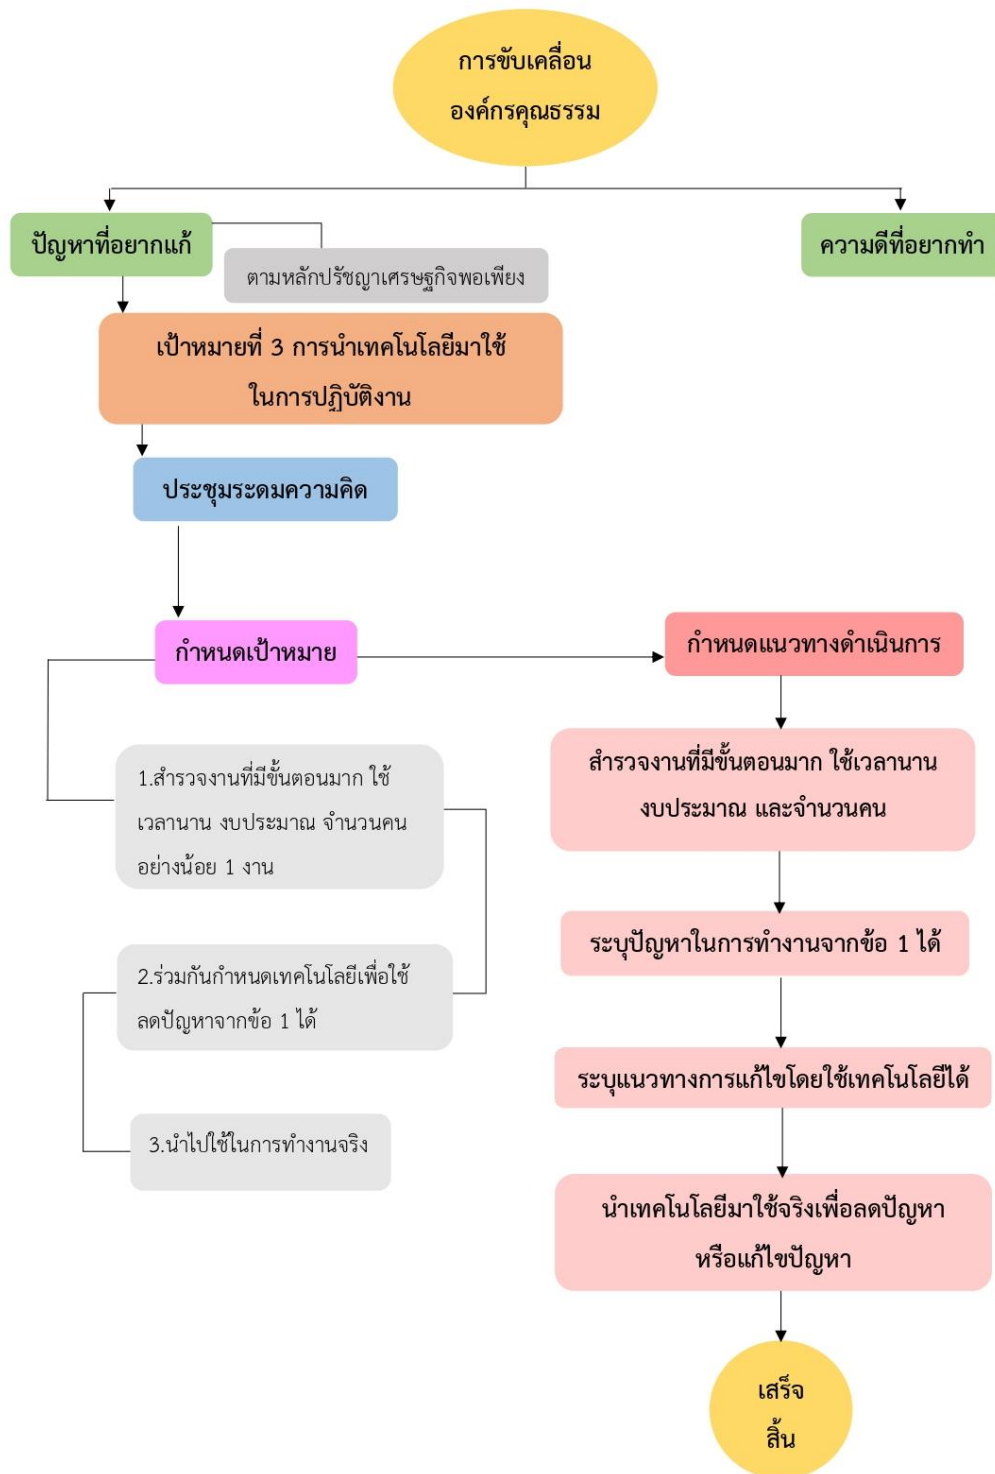 การขับเคลื่อน
องค์กรคุณธรรม
ปัญหาที่อยากแก้
ความดีที่อยากทำ
ตามหลักปรัชญาเศรษฐกิจพอเพียง
เป้าหมายที่ 3 การนำเทคโนโลยีมาใช้
ในการปฏิบัติงาน
ประชุมระดมความคิด
กำหนดเป้าหมาย
กำหนดแนวทางดำเนินการ
1.สำรวจงานที่มีขั้นตอนมาก ใช้
เวลานาน งบประมาณ จำนวนคน
อย่างน้อย 1 งาน
2.ร่วมกันกำหนดเทคโนโลยีเพื่อใช้
ลดปัญหาจากข้อ 1 ได้
3.นำไปใช้ในการทำงานจริง
สำรวจงานที่มีขั้นตอนมาก ใช้เวลานาน
งบประมาณ และจำนวนคน
ระบุปัญหาในการทำงานจากข้อ 1 ได้
ระบุแนวทางการแก้ไขโดยใช้เทคโนโลยีได้
นำเทคโนโลยีมาใช้จริงเพื่อลดปัญหา
หรือแก้ไขปัญหา
เสร็จ
สิ้น